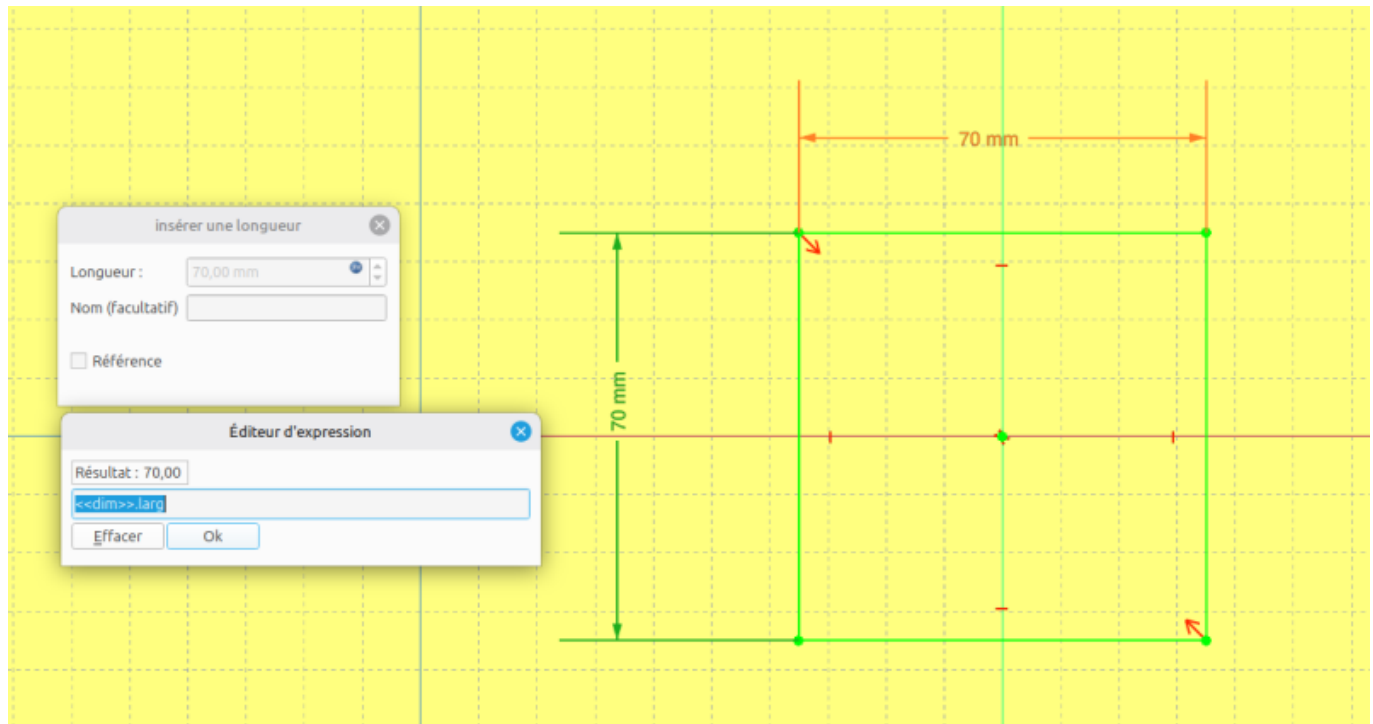 70 mm
insérer une longueur
Longueur : 70,00 mm
Nom (facultatif)
Référence
70 mm
Éditeur d'expression
Résultat : 70,00
<<dim>>.larg
Effacer Ok